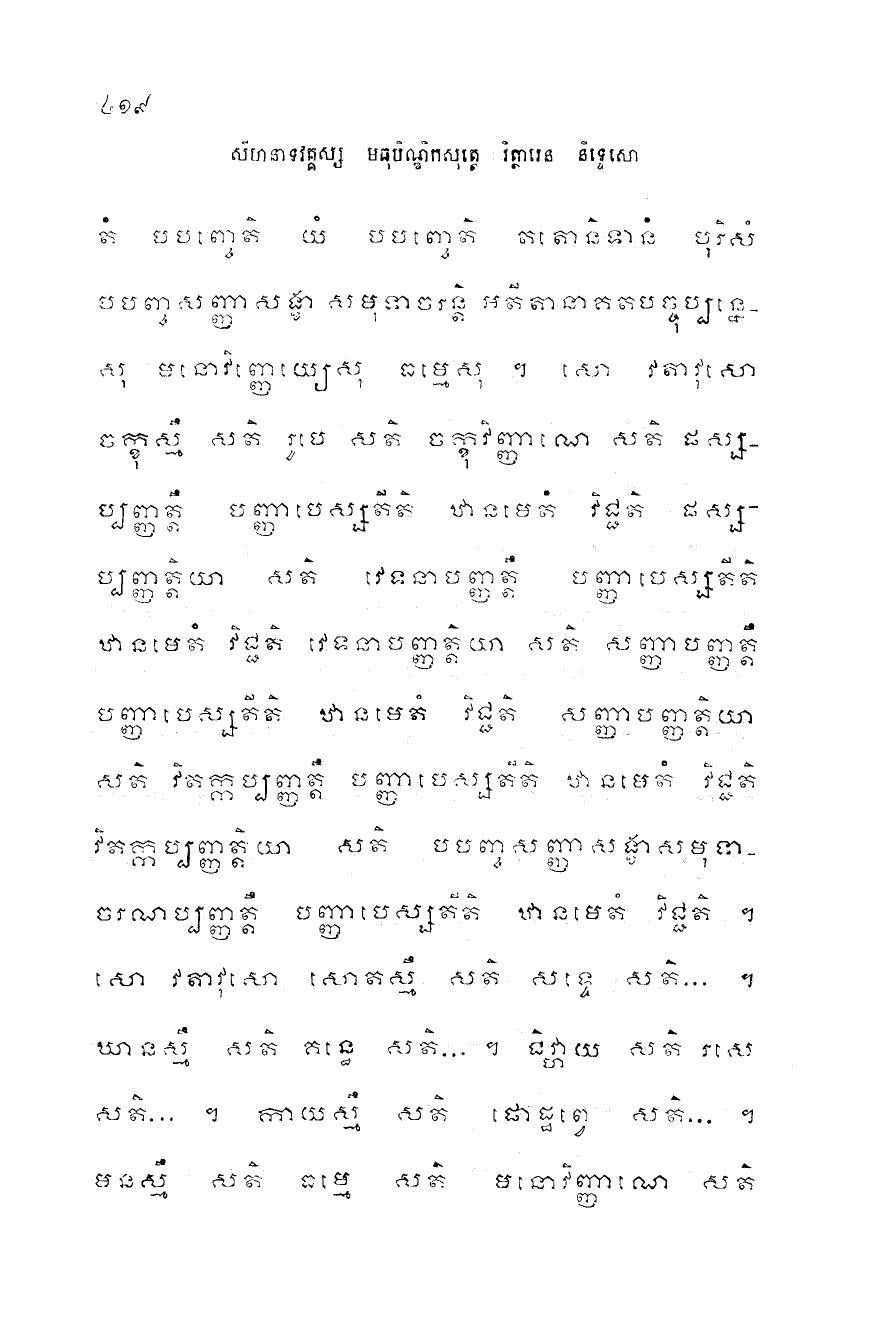 ៤១៩
សីហនាទវគ្គស្ស មធុបិណ្ឌិកសុត្តេ វិត្ថារេន និទ្ទេសោ
តំ បបញ្ចេតិ យំ បបញ្ចេតិ តតោនិទានំ បុរិសំ
បបញ្ចសញ្ញាសង្ខា សមុទាចរន្តិ អតីតានាគតបច្ចុប្បន្នេ-
សុ មនោវិញ្ញេយ្យេសុ ធម្មេសុ ។ សោ វតាវុសោ
ចក្ខុស្មឹ សតិ រូបេ សតិ ចក្ខុវិញ្ញាណេ សតិ ផស្ស-
ប្បញ្ញត្តឹ បញ្ញាបេស្សតីតិ ឋានមេតំ វិជ្ជតិ ផស្ស-
ប្បញ្ញត្តិយា សតិ វេទនាបញ្ញត្តឹ បញ្ញាបេស្សតីតិ
ឋានមេតំ វិជ្ជតិ វេទនាបញ្ញត្តិយា សតិ សញ្ញាបញ្ញត្តឹ
បញ្ញាបេស្សតីតិ ឋានមេតំ វិជ្ជតិ សញ្ញាបញ្ញត្តិយា
សតិ វិតក្កប្បញ្ញត្តឹ បញ្ញាបេស្សតីតិ ឋានមេតំ វិជ្ជតិ
វិតក្កប្បញ្ញត្តិយា សតិ បបញ្ចសញ្ញាសង្ខាសមុទា-
ចរណប្បញ្ញត្តឹ បញ្ញាបេស្សតីតិ ឋានមេតំ វិជ្ជតិ ។
សោ វតាវុសោ សោតស្មឹ សតិ សទ្ទេ សតិ... ។
ឃានស្មឹ សតិ គន្ធេ សតិ... ។ ជិវ្ហាយ សតិ រសេ
សតិ... ។ កាយស្មឹ សតិ ផោដ្ឋព្វេ សតិ... ។
មនស្មឹ សតិ ធម្មេ សតិ មនោវិញ្ញាណេ សតិ